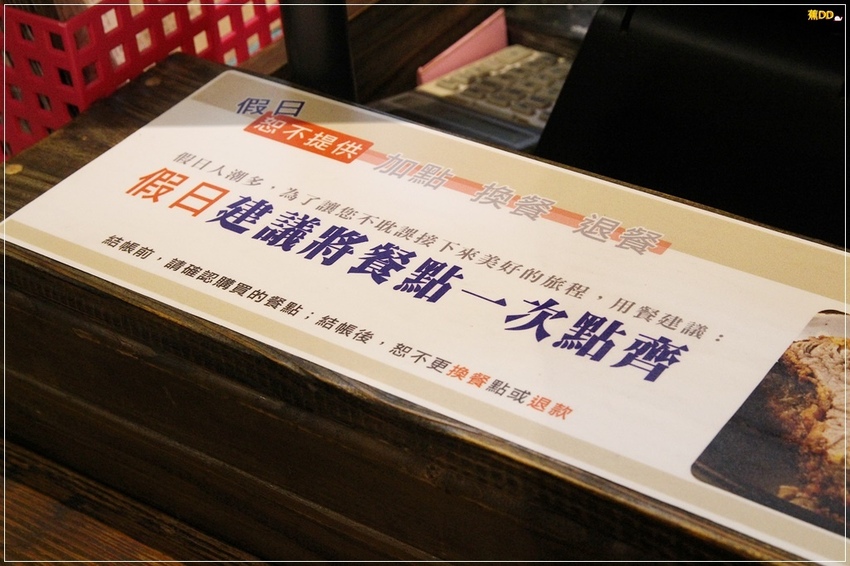 蕉DD
假日
恕不提供 加點 換餐 退餐
假日人潮多，為了讓您不耽誤接下來美好的旅程，用餐建議：
假日建議將餐點一次點齊
結帳前，請確認購買的餐點；結帳後，恕不更換餐點或退款